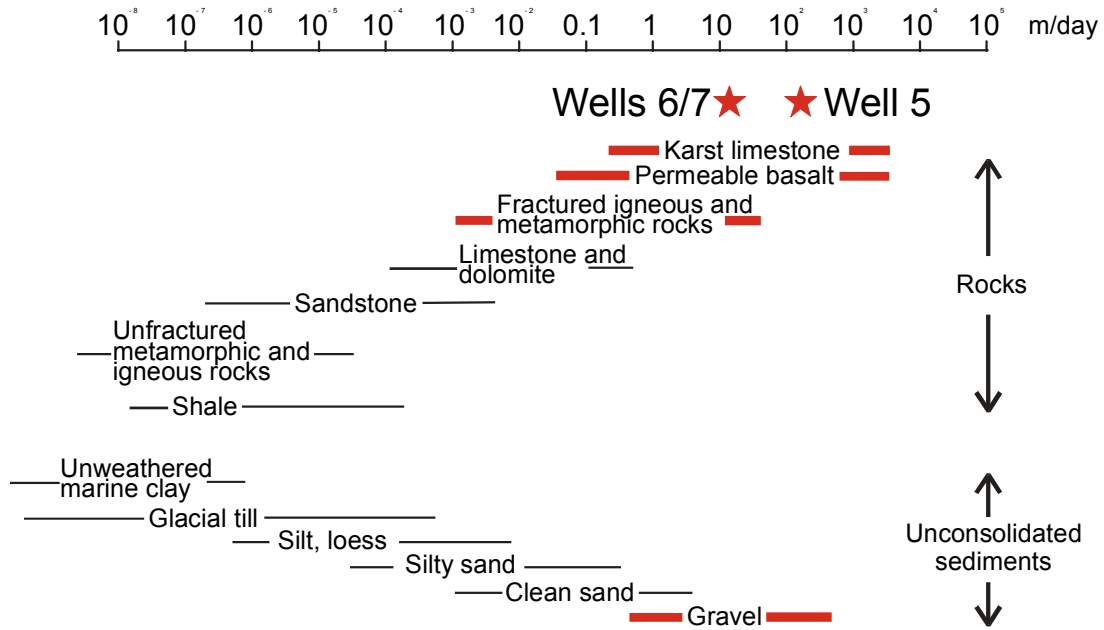 10⁻⁸ 10⁻⁷ 10⁻⁶ 10⁻⁵ 10⁻⁴ 10⁻³ 10⁻² 0.1 1 10 10² 10³ 10⁴ 10⁵ m/day
Wells 6/7 Well 5
Karst limestone
Permeable basalt
Fractured igneous and
metamorphic rocks
Limestone and
dolomite
Rocks
Sandstone
Unfractured
metamorphic and
igneous rocks
Shale
Unweathered
marine clay
Glacial till
Unconsolidated
sediments
Silt, loess
Silty sand
Clean sand
Gravel